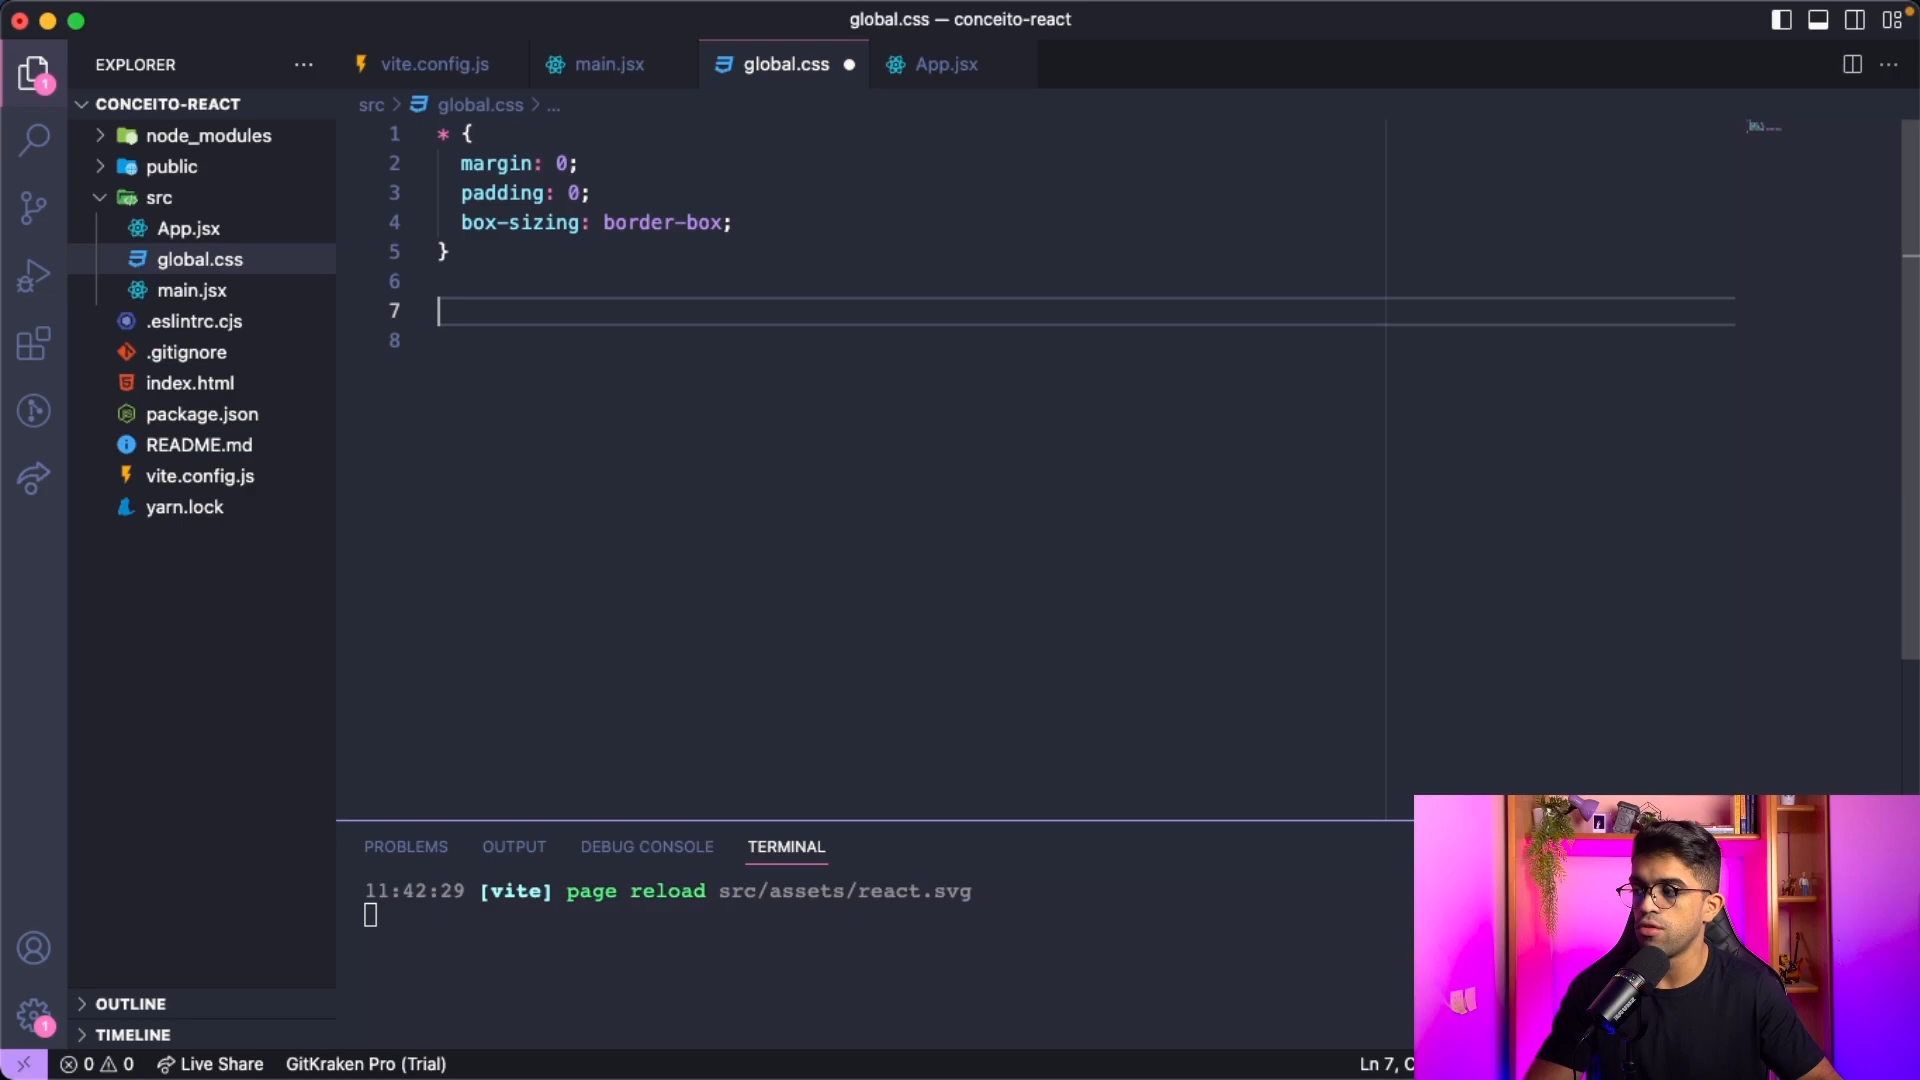 global.css — conceito-react
EXPLORER
vite.config.js
main.jsx
global.css
App.jsx
CONCEITO-REACT
src > global.css > ...
node_modules
public
src
App.jsx
global.css
main.jsx
.eslintrc.cjs
.gitignore
index.html
package.json
README.md
vite.config.js
yarn.lock
1 * {
2 margin: 0;
3 padding: 0;
4 box-sizing: border-box;
5 }
6
7
8
PROBLEMS OUTPUT DEBUG CONSOLE TERMINAL
11:42:29 [vite] page reload src/assets/react.svg
OUTLINE
TIMELINE
1
1
0 0 Live Share GitKraken Pro (Trial)
Ln 7, C